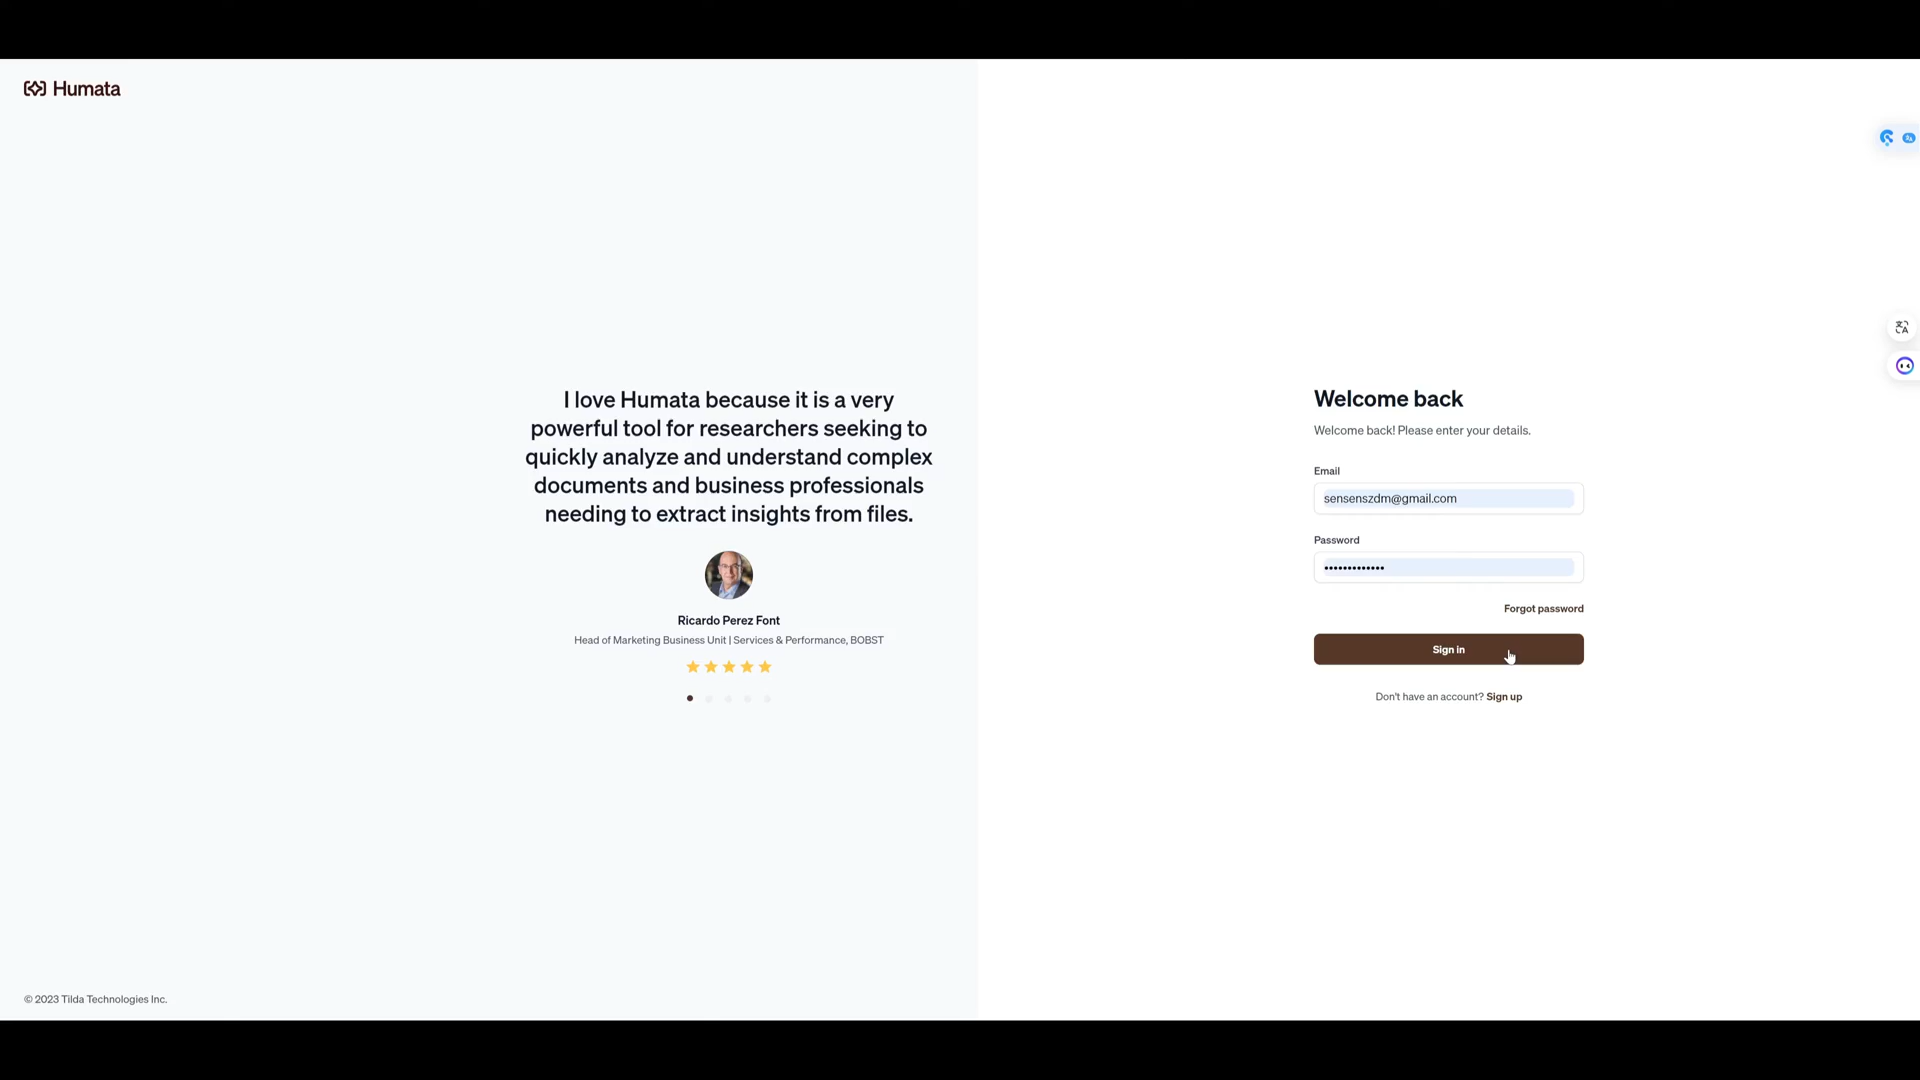 Humata
I love Humata because it is a very
powerful tool for researchers seeking to
quickly analyze and understand complex
documents and business professionals
needing to extract insights from files.
Ricardo Perez Font
Head of Marketing Business Unit | Services & Performance, BOBST
© 2023 Tilda Technologies Inc.
Welcome back
Welcome back! Please enter your details.
Email
sensenszdm@gmail.com
Password
•••••••••••••
Forgot password
Sign in
Don't have an account? Sign up